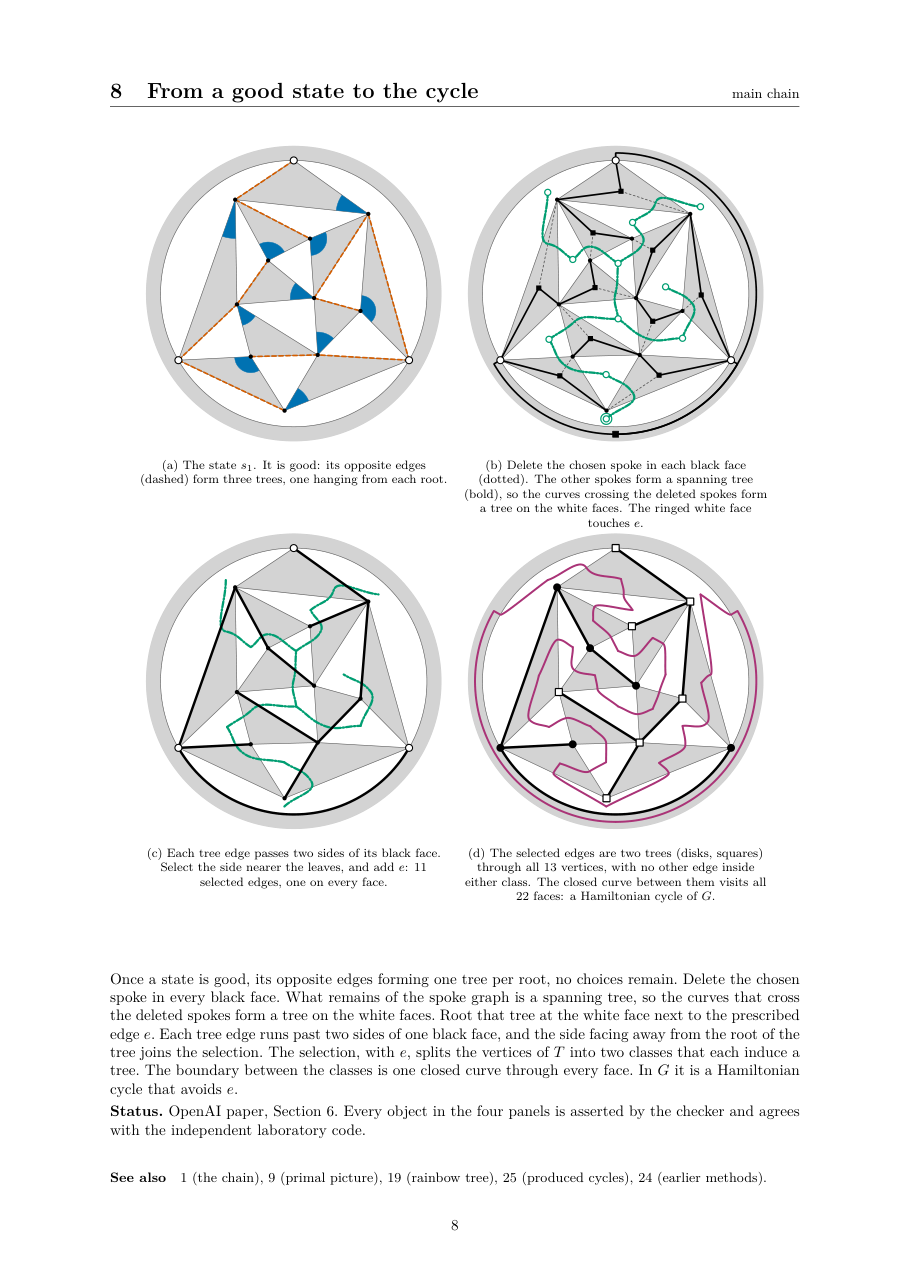 8 From a good state to the cycle main chain
(a) The state s₁. It is good: its opposite edges
(dashed) form three trees, one hanging from each root.
(b) Delete the chosen spoke in each black face
(dotted). The other spokes form a spanning tree
(bold), so the curves crossing the deleted spokes form
a tree on the white faces. The ringed white face
touches e.
(c) Each tree edge passes two sides of its black face.
Select the side nearer the leaves, and add e: 11
selected edges, one on every face.
(d) The selected edges are two trees (disks, squares)
through all 13 vertices, with no other edge inside
either class. The closed curve between them visits all
22 faces: a Hamiltonian cycle of G.
Once a state is good, its opposite edges forming one tree per root, no choices remain. Delete the chosen
spoke in every black face. What remains of the spoke graph is a spanning tree, so the curves that cross
the deleted spokes form a tree on the white faces. Root that tree at the white face next to the prescribed
edge e. Each tree edge runs past two sides of one black face, and the side facing away from the root of the
tree joins the selection. The selection, with e, splits the vertices of T into two classes that each induce a
tree. The boundary between the classes is one closed curve through every face. In G it is a Hamiltonian
cycle that avoids e.
Status. OpenAI paper, Section 6. Every object in the four panels is asserted by the checker and agrees
with the independent laboratory code.
See also 1 (the chain), 9 (primal picture), 19 (rainbow tree), 25 (produced cycles), 24 (earlier methods).
8